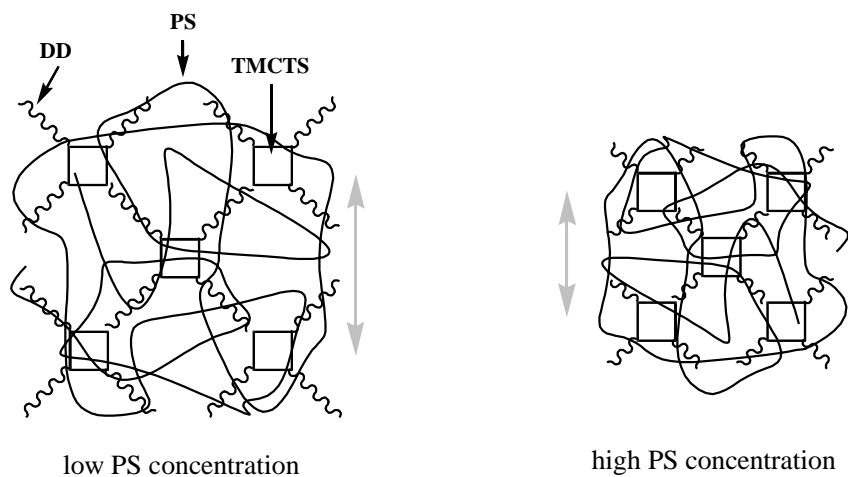 PS
DD
TMCTS
low PS concentration
high PS concentration